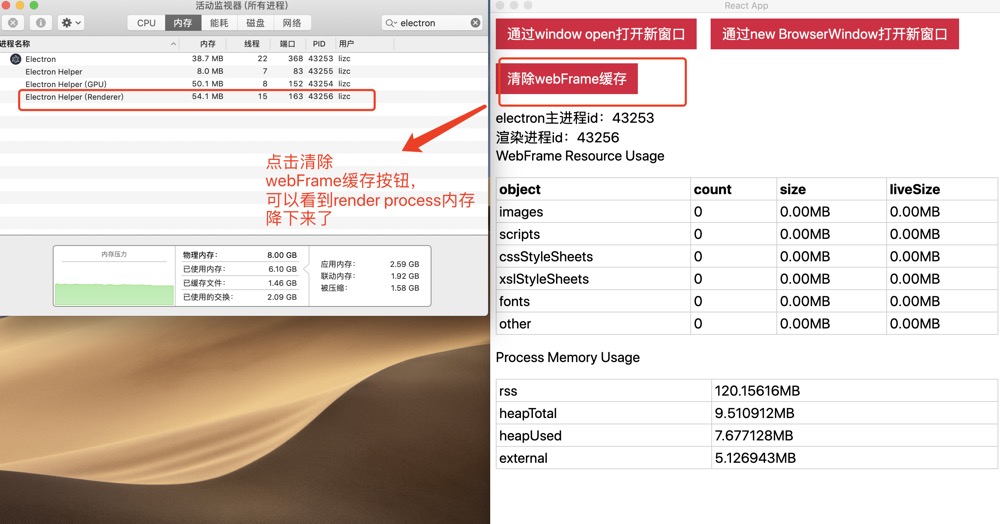 活动监视器 (所有进程)
CPU 内存 能耗 磁盘 网络
electron
进程名称 内存 线程 端口 PID 用户
Electron 38.7 MB 22 368 43253 lizc
Electron Helper 8.0 MB 7 83 43255 lizc
Electron Helper (GPU) 50.1 MB 8 152 43254 lizc
Electron Helper (Renderer) 54.1 MB 15 163 43256 lizc
点击清除
webFrame缓存按钮，
可以看到render process内存
降下来了
内存压力
物理内存： 8.00 GB
已使用内存： 6.10 GB
已缓存文件： 1.46 GB
已使用的交换： 2.09 GB
应用内存： 2.59 GB
联动内存： 1.92 GB
被压缩： 1.58 GB
React App
通过window open打开新窗口
通过new BrowserWindow打开新窗口
清除webFrame缓存
electron主进程id：43253
渲染进程id：43256
WebFrame Resource Usage
object count size liveSize
images 0 0.00MB 0.00MB
scripts 0 0.00MB 0.00MB
cssStyleSheets 0 0.00MB 0.00MB
xslStyleSheets 0 0.00MB 0.00MB
fonts 0 0.00MB 0.00MB
other 0 0.00MB 0.00MB
Process Memory Usage
rss 120.15616MB
heapTotal 9.510912MB
heapUsed 7.677128MB
external 5.126943MB